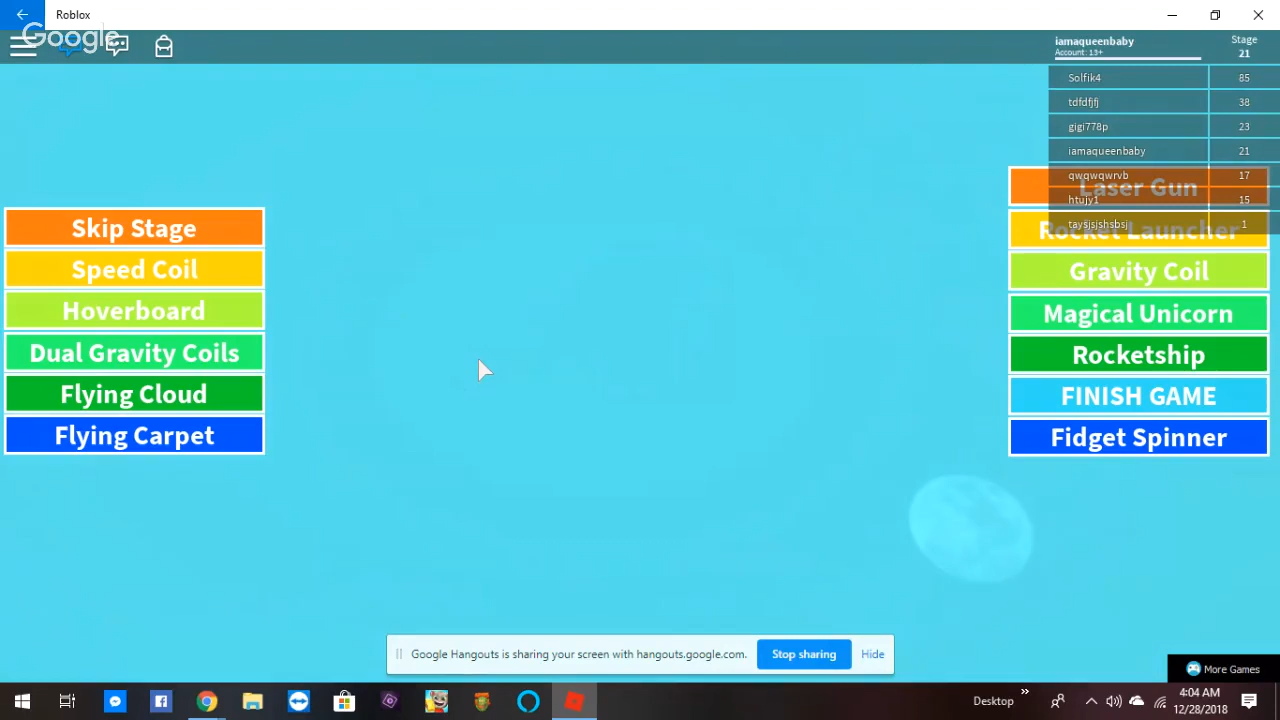 Roblox
Google
iamaqueenbaby
Account: 13+
Stage
21
Solfik4 85
tdfdfjfj 38
gigi778p 23
iamaqueenbaby 21
qwqwqwrvb 17
htujy1 15
taysjsjshsbsj 1
Skip Stage
Speed Coil
Hoverboard
Dual Gravity Coils
Flying Cloud
Flying Carpet
Laser Gun
Rocket Launcher
Gravity Coil
Magical Unicorn
Rocketship
FINISH GAME
Fidget Spinner
Google Hangouts is sharing your screen with hangouts.google.com.
Stop sharing
Hide
More Games
Desktop
4:04 AM
12/28/2018